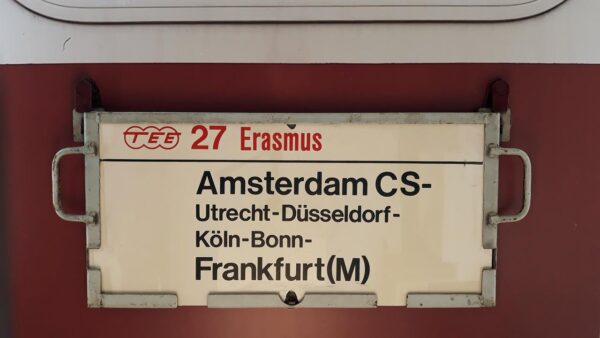 TEE 27 Erasmus
Amsterdam CS-
Utrecht-Düsseldorf-
Köln-Bonn-
Frankfurt(M)